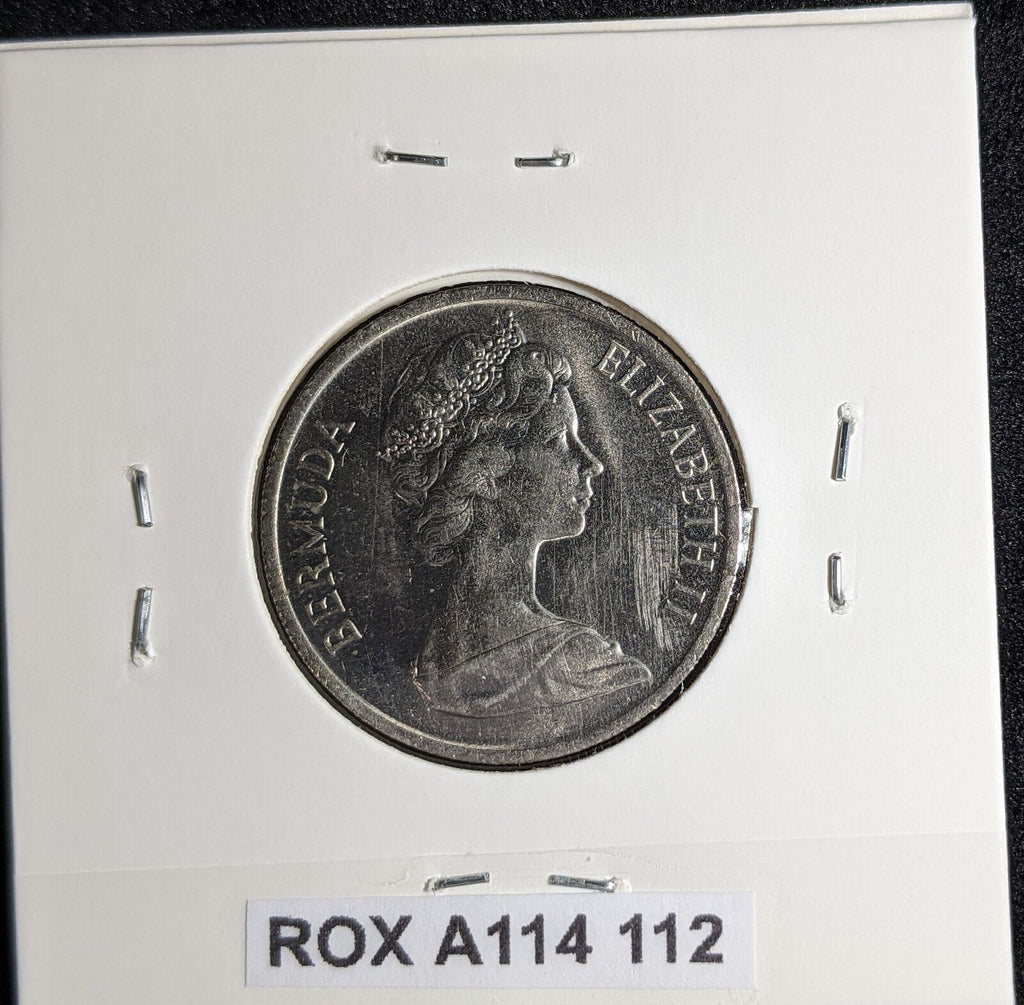 BERMUDA
ELIZABETH II
ROX A114 112